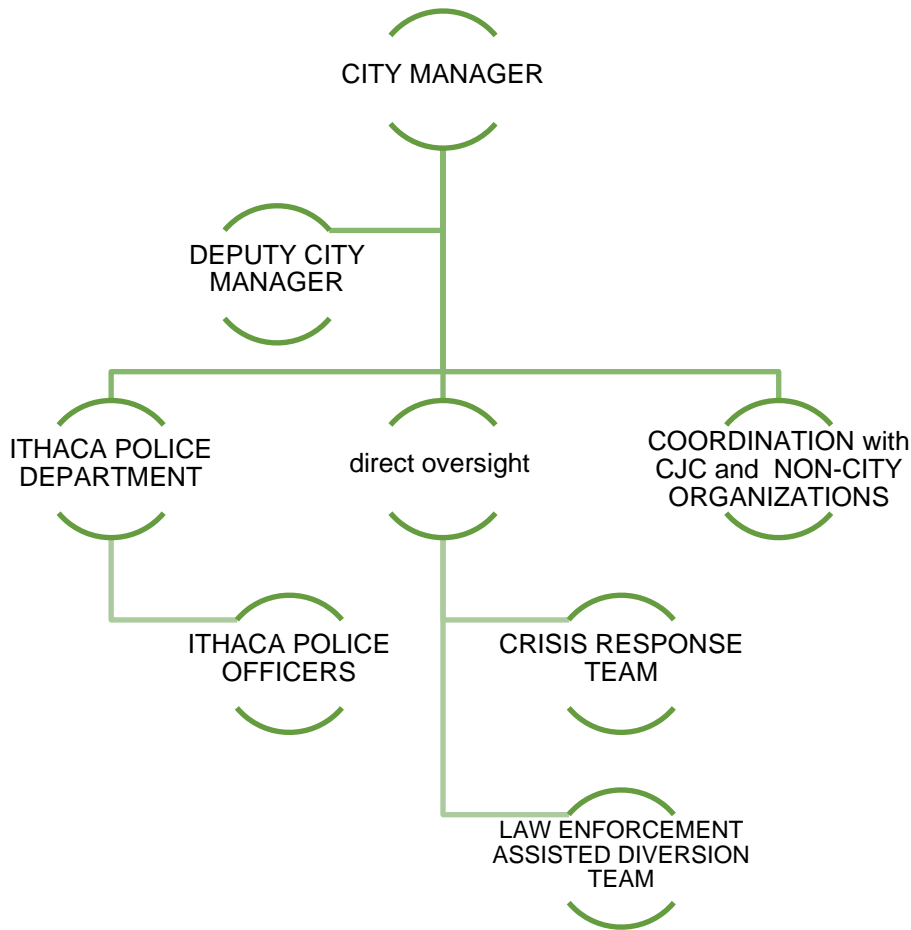 CITY MANAGER
DEPUTY CITY
MANAGER
ITHACA POLICE
DEPARTMENT
direct oversight
COORDINATION with
CJC and  NON-CITY
ORGANIZATIONS
ITHACA POLICE
OFFICERS
CRISIS RESPONSE
TEAM
LAW ENFORCEMENT
ASSISTED DIVERSION
TEAM